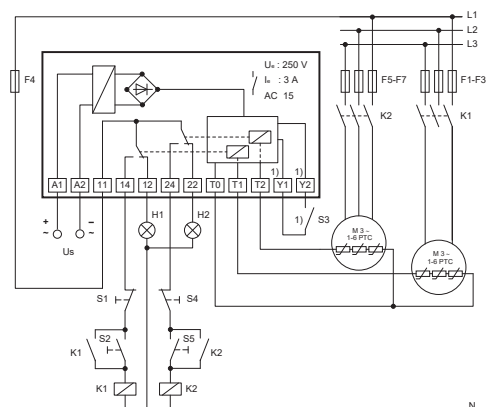 L1
L2
L3
F4
Uₑ : 250 V
Iₑ : 3 A
AC 15
F5-F7
F1-F3
K2
K1
1)
1)
A1 A2 11 14 12 24 22 T0 T1 T2 Y1 Y2
+
~
−
~
Us
H1
H2
1)
S3
M 3 ~
1-6 PTC
M 3 ~
1-6 PTC
S1
S4
K1
S2
S5
K2
K1
K2
N